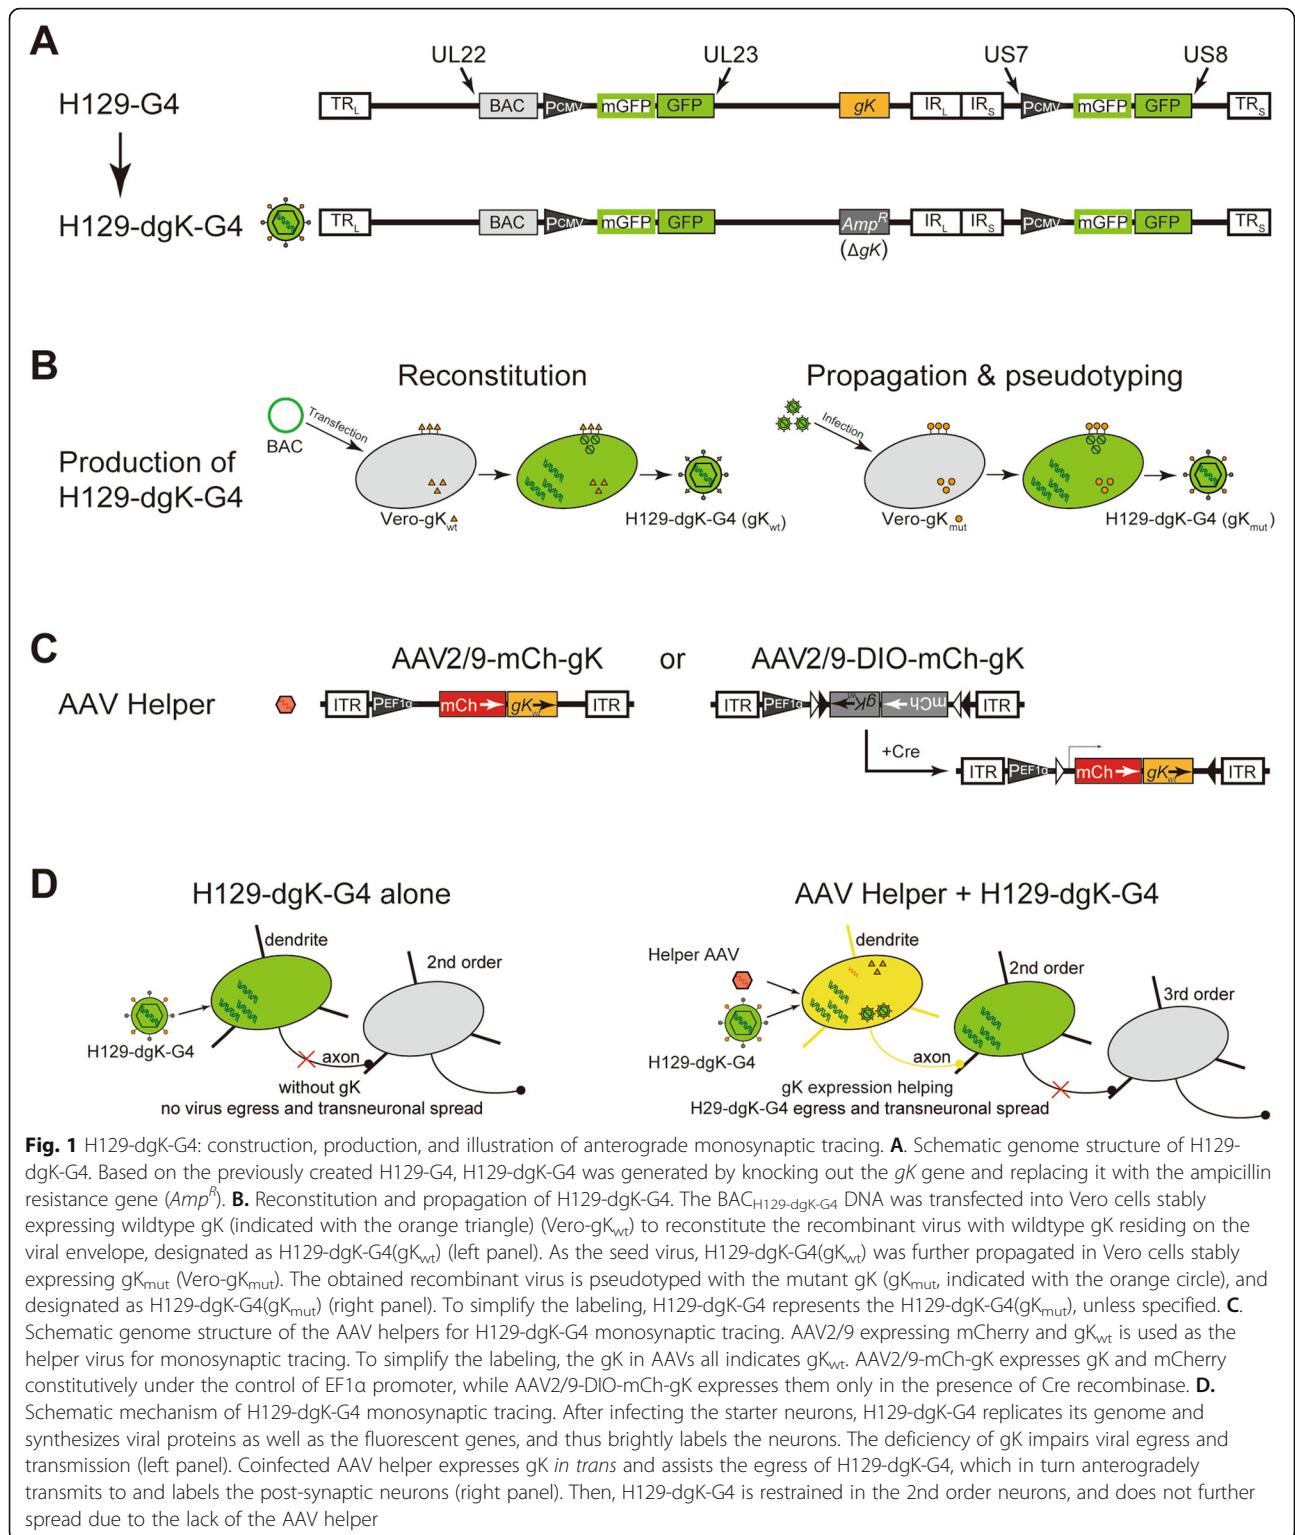 A
UL22
UL23
US7
US8
H129-G4
TRL BAC PCMV mGFP GFP gK IRL IRS PCMV mGFP GFP TRS
H129-dgK-G4
TRL BAC PCMV mGFP GFP AmpR IRL IRS PCMV mGFP GFP TRS
(ΔgK)
B
Reconstitution
Propagation & pseudotyping
Production of
H129-dgK-G4
BAC
Transfection
Vero-gKwt
H129-dgK-G4 (gKwt)
Infection
Vero-gKmut
H129-dgK-G4 (gKmut)
C
AAV2/9-mCh-gK or AAV2/9-DIO-mCh-gK
AAV Helper
ITR PEF1α mCh gKwt ITR
ITR PEF1α gKwt mCh ITR
+Cre
ITR PEF1α mCh gKwt ITR
D
H129-dgK-G4 alone
AAV Helper + H129-dgK-G4
dendrite
2nd order
H129-dgK-G4
axon
without gK
no virus egress and transneuronal spread
Helper AAV
dendrite
2nd order
3rd order
H129-dgK-G4
axon
gK expression helping
H29-dgK-G4 egress and transneuronal spread
Fig. 1 H129-dgK-G4: construction, production, and illustration of anterograde monosynaptic tracing. A. Schematic genome structure of H129-
dgK-G4. Based on the previously created H129-G4, H129-dgK-G4 was generated by knocking out the gK gene and replacing it with the ampicillin
resistance gene (AmpR). B. Reconstitution and propagation of H129-dgK-G4. The BACH129-dgK-G4 DNA was transfected into Vero cells stably
expressing wildtype gK (indicated with the orange triangle) (Vero-gKwt) to reconstitute the recombinant virus with wildtype gK residing on the
viral envelope, designated as H129-dgK-G4(gKwt) (left panel). As the seed virus, H129-dgK-G4(gKwt) was further propagated in Vero cells stably
expressing gKmut (Vero-gKmut). The obtained recombinant virus is pseudotyped with the mutant gK (gKmut, indicated with the orange circle), and
designated as H129-dgK-G4(gKmut) (right panel). To simplify the labeling, H129-dgK-G4 represents the H129-dgK-G4(gKmut), unless specified. C.
Schematic genome structure of the AAV helpers for H129-dgK-G4 monosynaptic tracing. AAV2/9 expressing mCherry and gKwt is used as the
helper virus for monosynaptic tracing. To simplify the labeling, the gK in AAVs all indicates gKwt. AAV2/9-mCh-gK expresses gK and mCherry
constitutively under the control of EF1α promoter, while AAV2/9-DIO-mCh-gK expresses them only in the presence of Cre recombinase. D.
Schematic mechanism of H129-dgK-G4 monosynaptic tracing. After infecting the starter neurons, H129-dgK-G4 replicates its genome and
synthesizes viral proteins as well as the fluorescent genes, and thus brightly labels the neurons. The deficiency of gK impairs viral egress and
transmission (left panel). Coinfected AAV helper expresses gK in trans and assists the egress of H129-dgK-G4, which in turn anterogradely
transmits to and labels the post-synaptic neurons (right panel). Then, H129-dgK-G4 is restrained in the 2nd order neurons, and does not further
spread due to the lack of the AAV helper